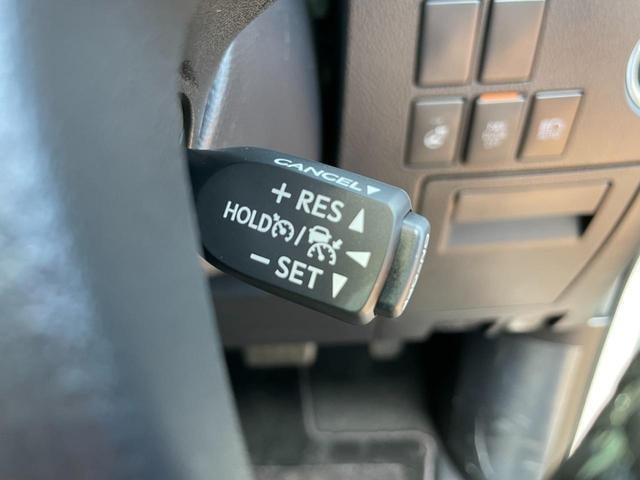 CANCEL▼
+ RES ▲
HOLD / ◀
− SET ▼